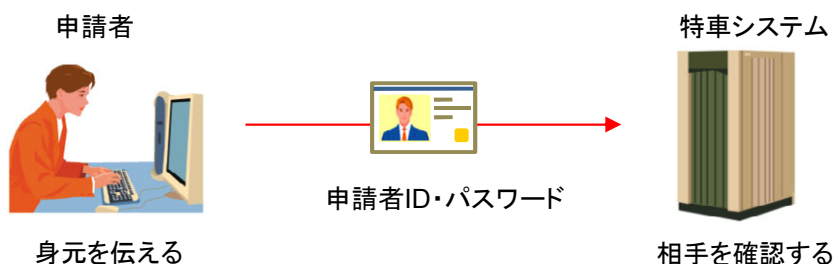 申請者
特車システム
申請者ID・パスワード
身元を伝える
相手を確認する